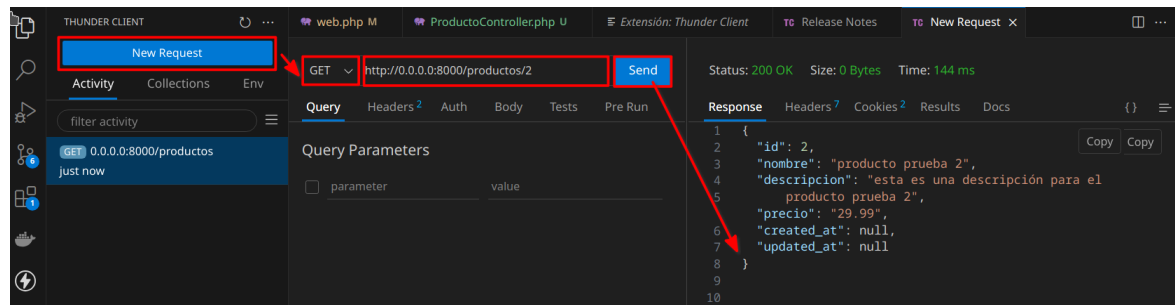 THUNDER CLIENT
New Request
Activity Collections Env
filter activity
GET 0.0.0.0:8000/productos
just now
6
1
web.php M ProductoController.php U Extensión: Thunder Client TC Release Notes TC New Request
GET http://0.0.0.0:8000/productos/2 Send
Query Headers 2 Auth Body Tests Pre Run
Query Parameters
parameter value
Status: 200 OK Size: 0 Bytes Time: 144 ms
Response Headers 7 Cookies 2 Results Docs {}
Copy Copy
1 {
2 "id": 2,
3 "nombre": "producto prueba 2",
4 "descripcion": "esta es una descripción para el
5 producto prueba 2",
"precio": "29.99",
6 "created_at": null,
7 "updated_at": null
8 }
9
10